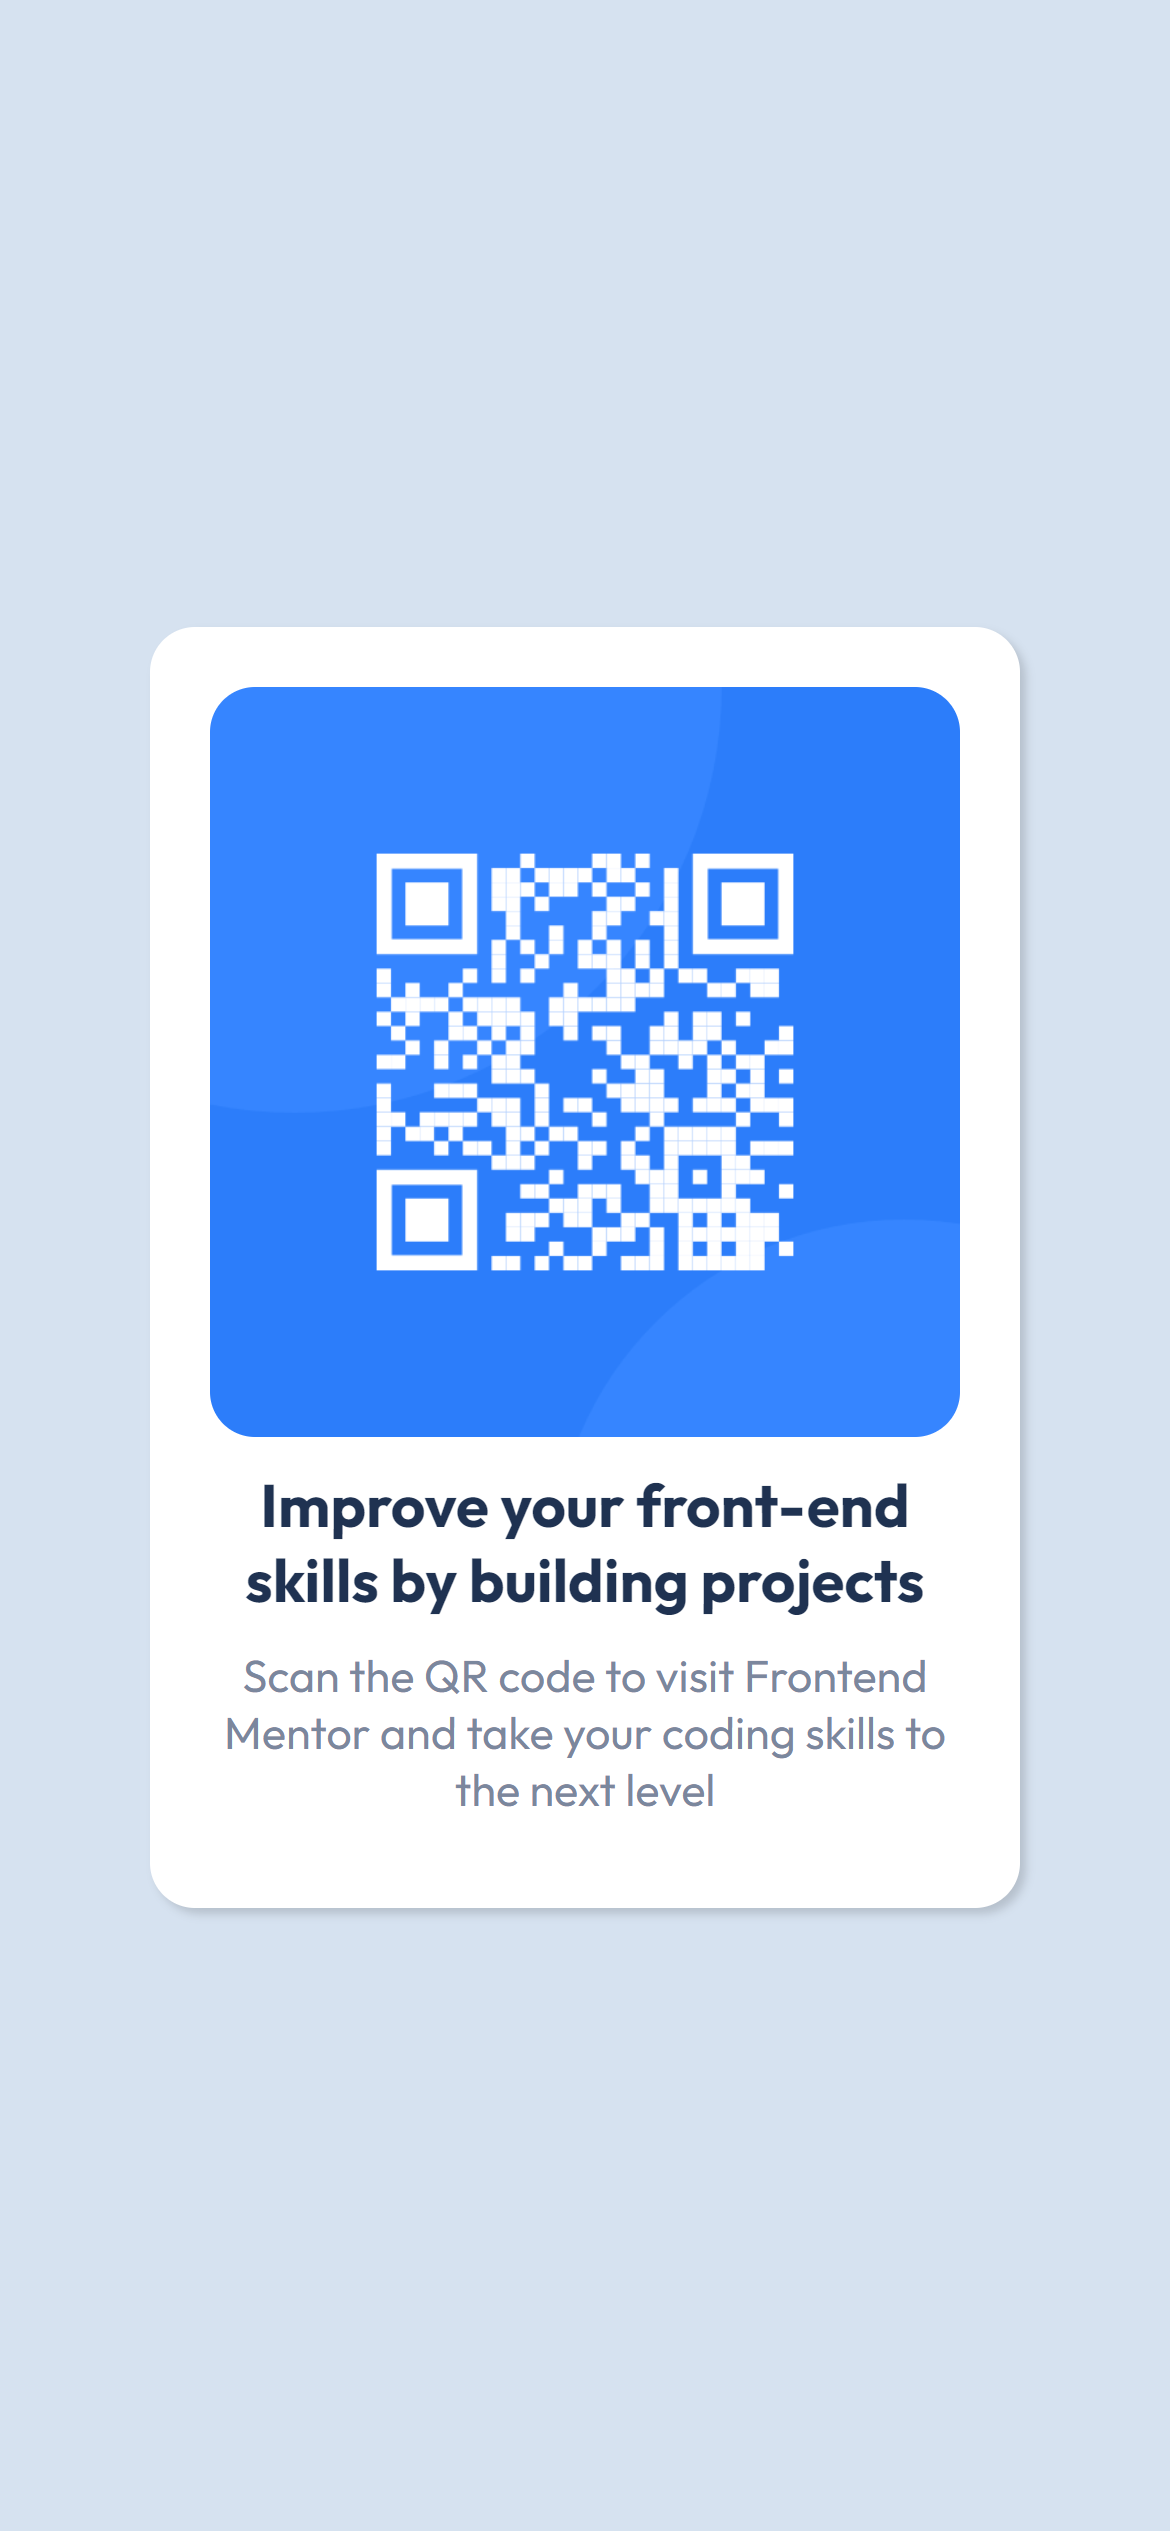 Improve your front-end
skills by building projects
Scan the QR code to visit Frontend
Mentor and take your coding skills to
the next level